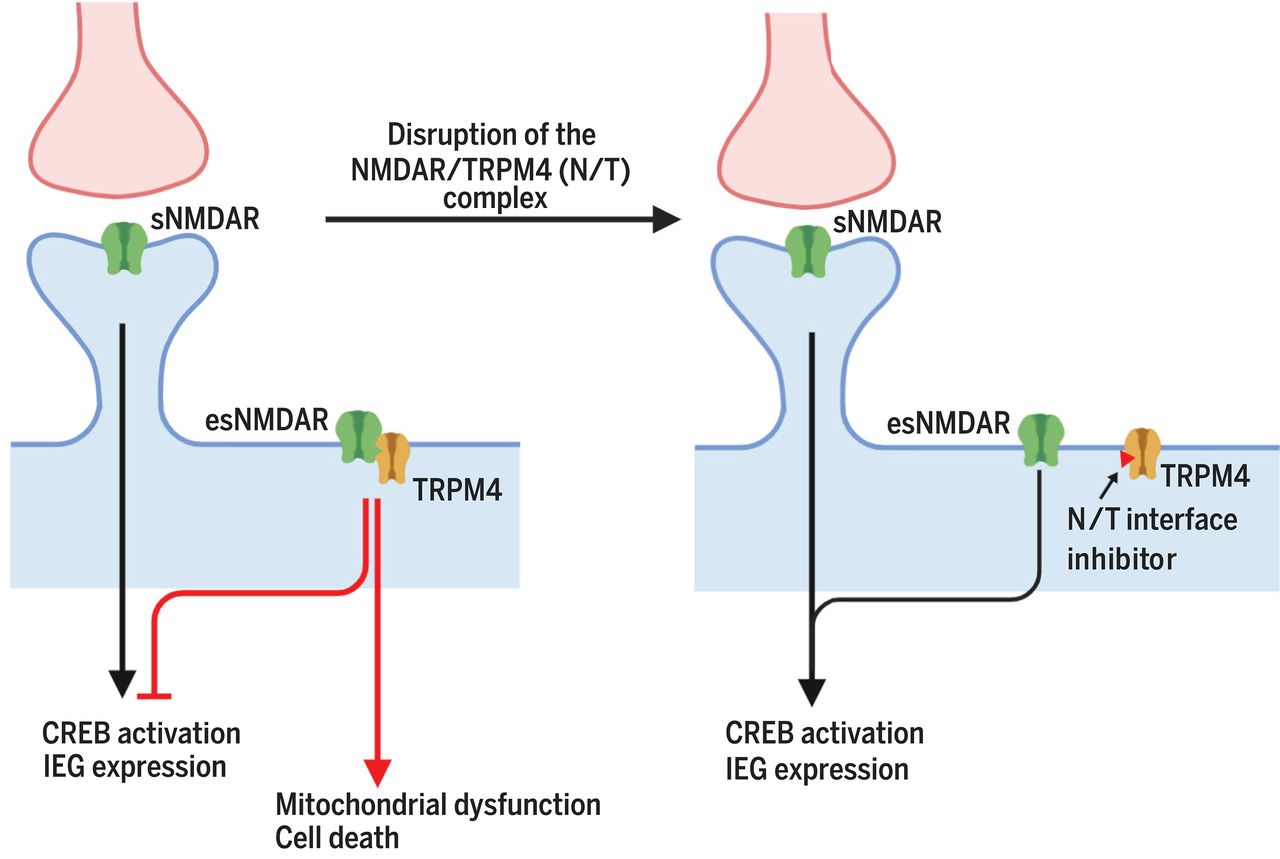 Disruption of the
NMDAR/TRPM4 (N/T)
complex
sNMDAR
esNMDAR
TRPM4
CREB activation
IEG expression
Mitochondrial dysfunction
Cell death
sNMDAR
esNMDAR
TRPM4
N/T interface
inhibitor
CREB activation
IEG expression